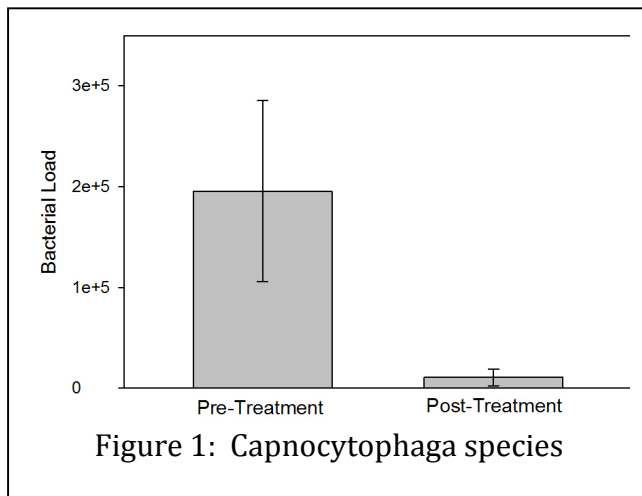 Bacterial Load
3e+5
2e+5
1e+5
0
Pre-Treatment
Post-Treatment
Figure 1: Capnocytophaga species